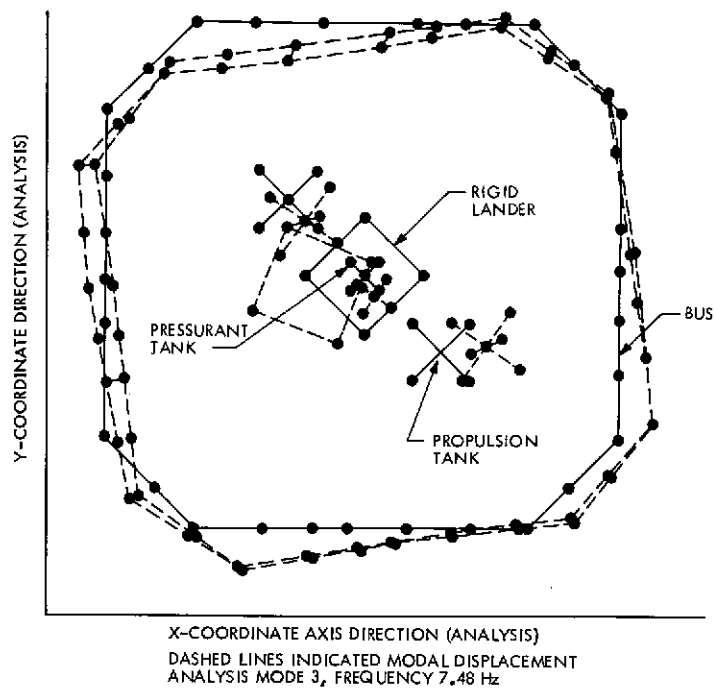 Y-COORDINATE DIRECTION (ANALYSIS)
RIGID
LANDER
PRESSURANT
TANK
BUS
PROPULSION
TANK
X-COORDINATE AXIS DIRECTION (ANALYSIS)
DASHED LINES INDICATED MODAL DISPLACEMENT
ANALYSIS MODE 3, FREQUENCY 7.48 Hz